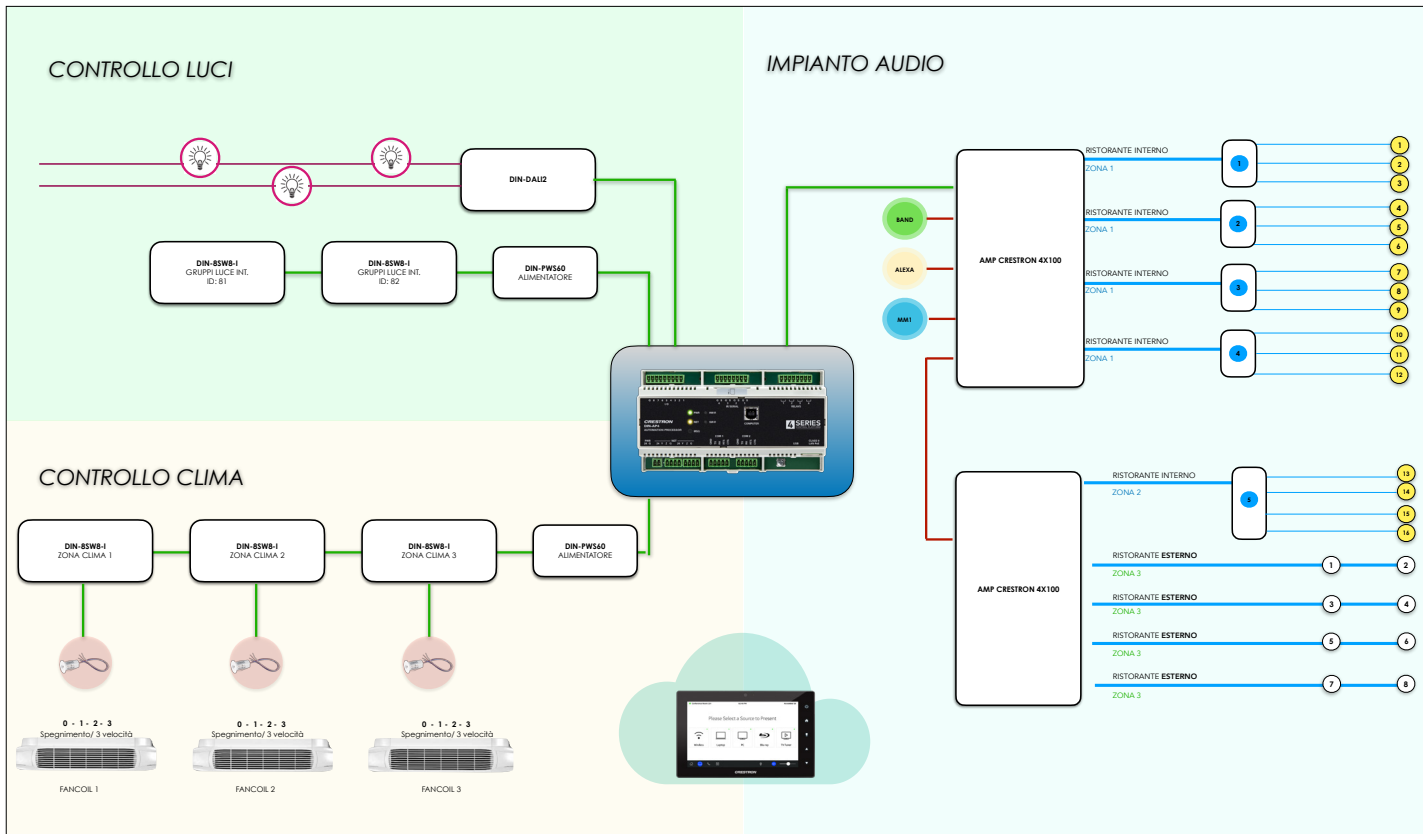 CONTROLLO LUCI
DIN-DALI2
DIN-8SW8-I
GRUPPI LUCE INT.
ID: 81
DIN-8SW8-I
GRUPPI LUCE INT.
ID: 82
DIN-PWS60
ALIMENTATORE
IMPIANTO AUDIO
BAND
ALEXA
MM1
AMP CRESTRON 4X100
RISTORANTE INTERNO
ZONA 1
1
1
2
3
RISTORANTE INTERNO
ZONA 1
2
4
5
6
RISTORANTE INTERNO
ZONA 1
3
7
8
9
RISTORANTE INTERNO
ZONA 1
4
10
11
12
CRESTRON
4 SERIES
COMPUTER
AMP CRESTRON 4X100
RISTORANTE INTERNO
ZONA 2
5
13
14
15
16
RISTORANTE ESTERNO
ZONA 3
1
2
RISTORANTE ESTERNO
ZONA 3
3
4
RISTORANTE ESTERNO
ZONA 3
5
6
RISTORANTE ESTERNO
ZONA 3
7
8
CONTROLLO CLIMA
DIN-8SW8-I
ZONA CLIMA 1
DIN-8SW8-I
ZONA CLIMA 2
DIN-8SW8-I
ZONA CLIMA 3
DIN-PWS60
ALIMENTATORE
0 - 1 - 2 - 3
Spegnimento/ 3 velocità
FANCOIL 1
0 - 1 - 2 - 3
Spegnimento/ 3 velocità
FANCOIL 2
0 - 1 - 2 - 3
Spegnimento/ 3 velocità
FANCOIL 3
Please Select a Source to Present
CRESTRON